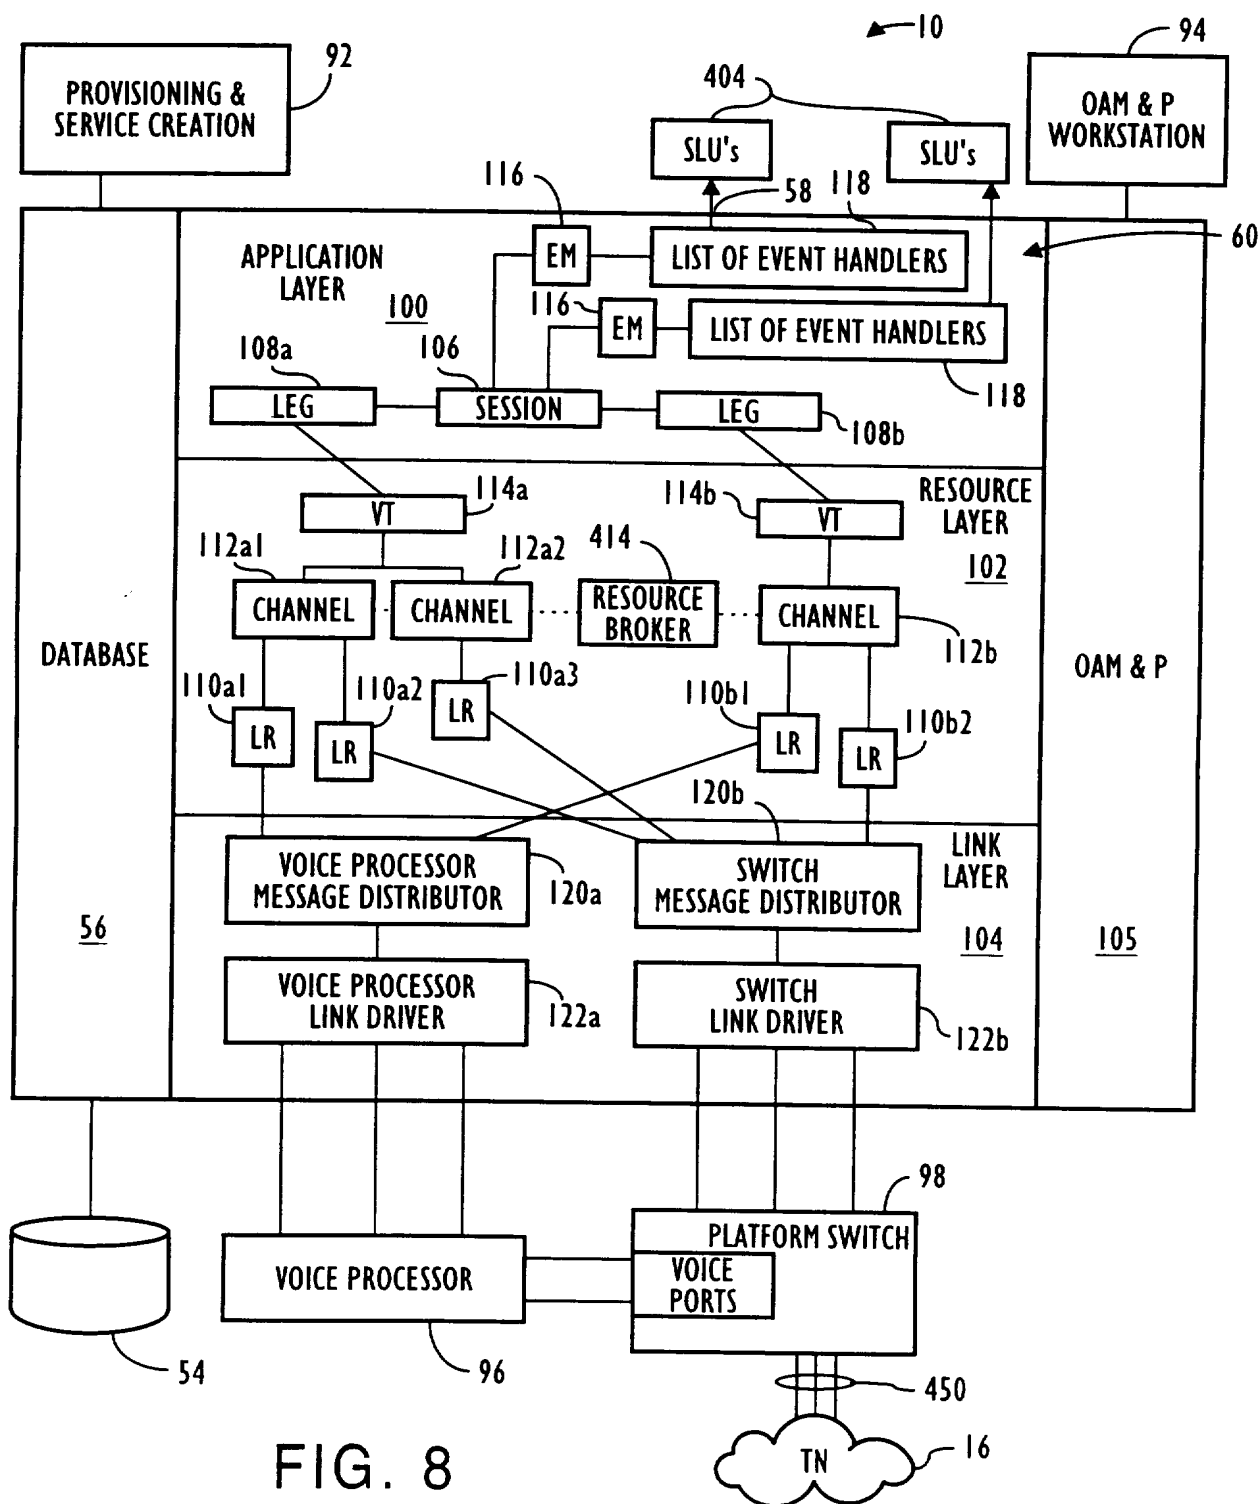 10
92
94
PROVISIONING &
SERVICE CREATION
404
OAM & P
WORKSTATION
SLU's
SLU's
116
58
118
60
APPLICATION
LAYER
100
EM
LIST OF EVENT HANDLERS
116
EM
LIST OF EVENT HANDLERS
118
108a
106
LEG
SESSION
LEG
108b
RESOURCE
LAYER
102
114a
VT
114b
VT
112a1
112a2
414
CHANNEL
CHANNEL
RESOURCE
BROKER
CHANNEL
112b
DATABASE
OAM & P
110a1
110a2
110a3
110b1
110b2
LR
LR
LR
LR
LR
120b
LINK
LAYER
VOICE PROCESSOR
MESSAGE DISTRIBUTOR
120a
SWITCH
MESSAGE DISTRIBUTOR
56
104
105
VOICE PROCESSOR
LINK DRIVER
122a
SWITCH
LINK DRIVER
122b
98
PLATFORM SWITCH
VOICE PROCESSOR
VOICE
PORTS
54
96
450
TN
16
FIG. 8